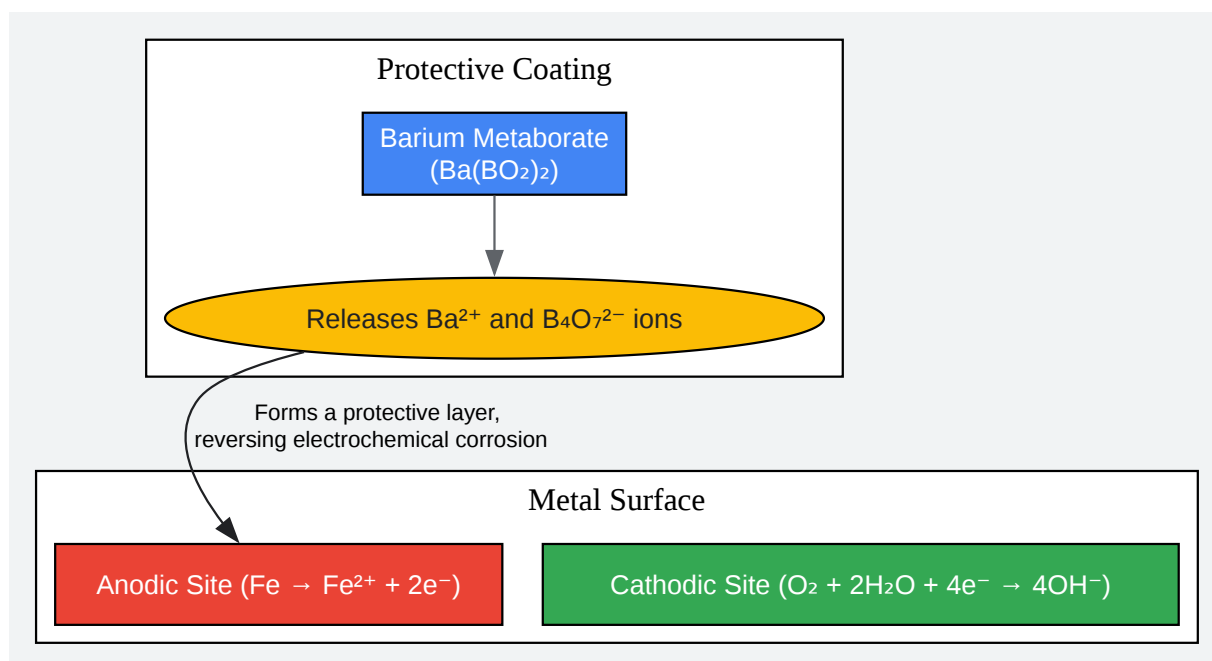 Protective Coating
Barium Metaborate
(Ba(BO₂)₂)
Releases Ba²⁺ and B₄O₇²⁻ ions
Forms a protective layer,
reversing electrochemical corrosion
Metal Surface
Anodic Site (Fe → Fe²⁺ + 2e⁻)
Cathodic Site (O₂ + 2H₂O + 4e⁻ → 4OH⁻)